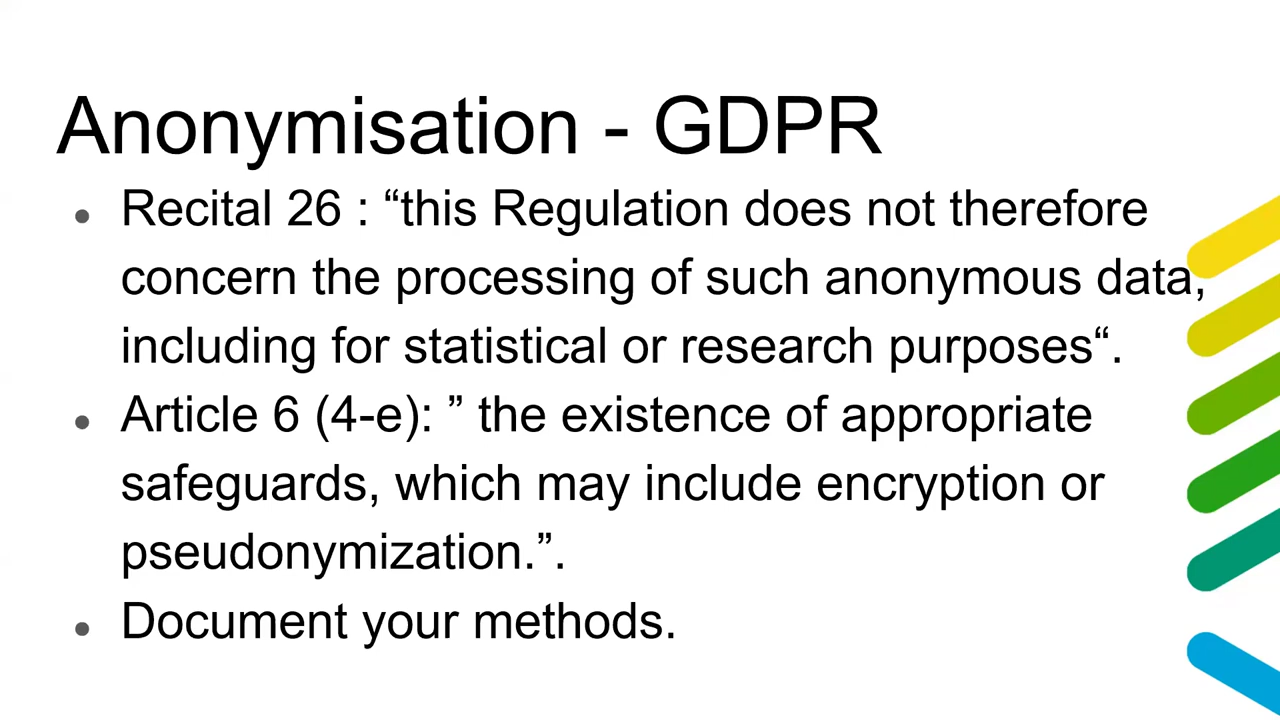 Anonymisation - GDPR
• Recital 26 : “this Regulation does not therefore
concern the processing of such anonymous data,
including for statistical or research purposes“.
• Article 6 (4-e): ” the existence of appropriate
safeguards, which may include encryption or
pseudonymization.”.
• Document your methods.